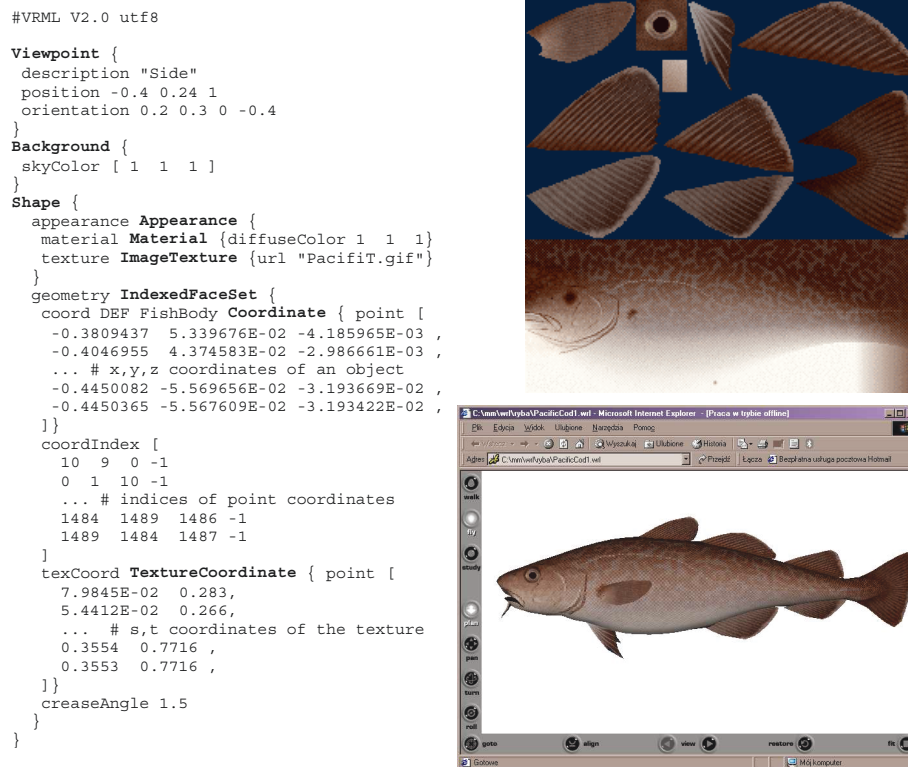 #VRML V2.0 utf8
Viewpoint {
description "Side"
position -0.4 0.24 1
orientation 0.2 0.3 0 -0.4
}
Background {
skyColor [ 1 1 1 ]
}
Shape {
appearance Appearance {
material Material {diffuseColor 1 1 1}
texture ImageTexture {url "PacifiT.gif"}
}
geometry IndexedFaceSet {
coord DEF FishBody Coordinate { point [
-0.3809437 5.339676E-02 -4.185965E-03 ,
-0.4046955 4.374583E-02 -2.986661E-03 ,
... # x,y,z coordinates of an object
-0.4450082 -5.569656E-02 -3.193669E-02 ,
-0.4450365 -5.567609E-02 -3.193422E-02 ,
]}
coordIndex [
10 9 0 -1
0 1 10 -1
... # indices of point coordinates
1484 1489 1486 -1
1489 1484 1487 -1
]
texCoord TextureCoordinate { point [
7.9845E-02 0.283,
5.4412E-02 0.266,
... # s,t coordinates of the texture
0.3554 0.7716 ,
0.3553 0.7716 ,
]}
creaseAngle 1.5
}
}
C:\mm\wrl\ryba\PacificCod1.wrl - Microsoft Internet Explorer - [Praca w trybie offline]
Plik Edycja Widok Ulubione Narzędzia Pomoc
Wstecz Wyszukaj Ulubione Historia
Adres C:\mm\wrl\ryba\PacificCod1.wrl Przejdź Łącza Bezpłatna usługa pocztowa Hotmail
walk
fly
study
plan
pan
turn
roll
goto align view restore fit
Gotowe Mój komputer